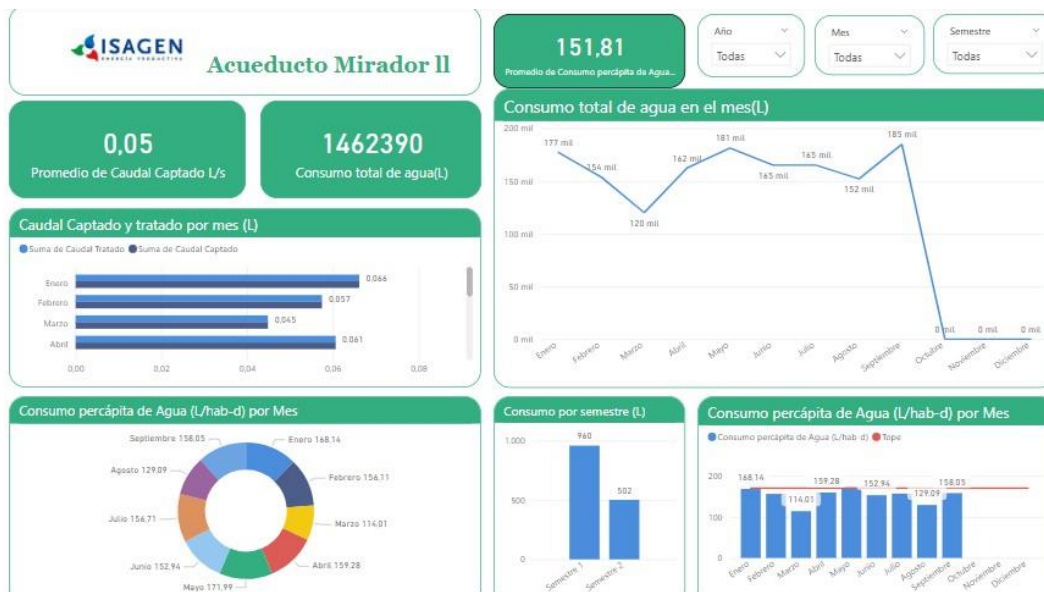 ISAGEN
ENERGÍA PRODUCTIVA
Acueducto Mirador ll
151,81
Promedio de Consumo percápita de Agua...
Año
Todas
Mes
Todas
Semestre
Todas
0,05
Promedio de Caudal Captado L/s
1462390
Consumo total de agua(L)
Consumo total de agua en el mes(L)
200 mil
150 mil
100 mil
50 mil
0 mil
177 mil
154 mil
120 mil
162 mil
181 mil
165 mil
165 mil
152 mil
185 mil
0 mil
0 mil
0 mil
Enero
Febrero
Marzo
Abril
Mayo
Junio
Julio
Agosto
Septiembre
Octubre
Noviembre
Diciembre
Caudal Captado y tratado por mes (L)
Suma de Caudal Tratado Suma de Caudal Captado
Enero 0,066
Febrero 0,057
Marzo 0,045
Abril 0,061
0,00 0,02 0,04 0,06 0,08
Consumo percápita de Agua (L/hab-d) por Mes
Septiembre 158,05
Enero 168,14
Agosto 129,09
Febrero 156,11
Julio 156,71
Marzo 114,01
Junio 152,94
Abril 159,28
Mayo 171,99
Consumo por semestre (L)
1.000
500
0
960
502
Semestre 1
Semestre 2
Consumo percápita de Agua (L/hab-d) por Mes
Consumo percápita de Agua (L/hab-d) Tope
200
100
0
168,14
114,01
159,28
152,94
129,09
158,05
Enero
Febrero
Marzo
Abril
Mayo
Junio
Julio
Agosto
Septiembre
Octubre
Noviembre
Diciembre